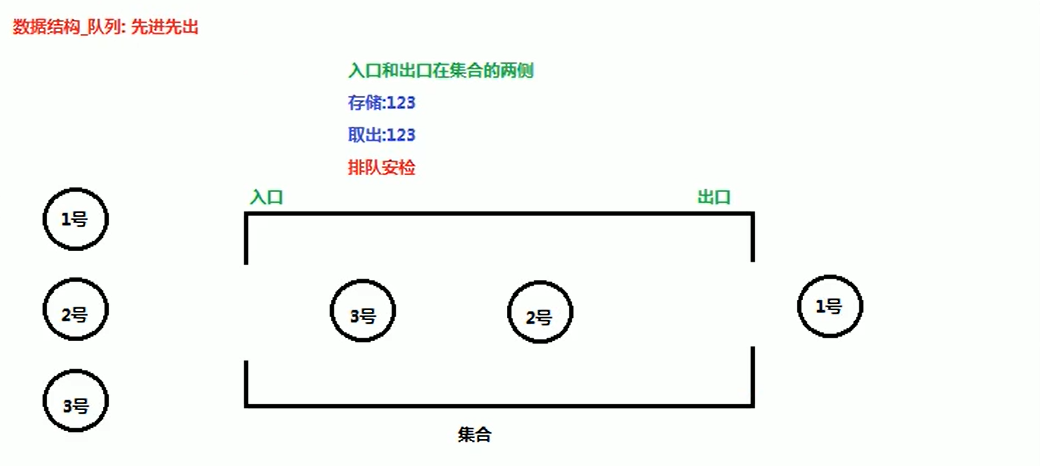 数据结构_队列: 先进先出
入口和出口在集合的两侧
存储:123
取出:123
排队安检
入口
出口
1号
2号
3号
3号
2号
1号
集合